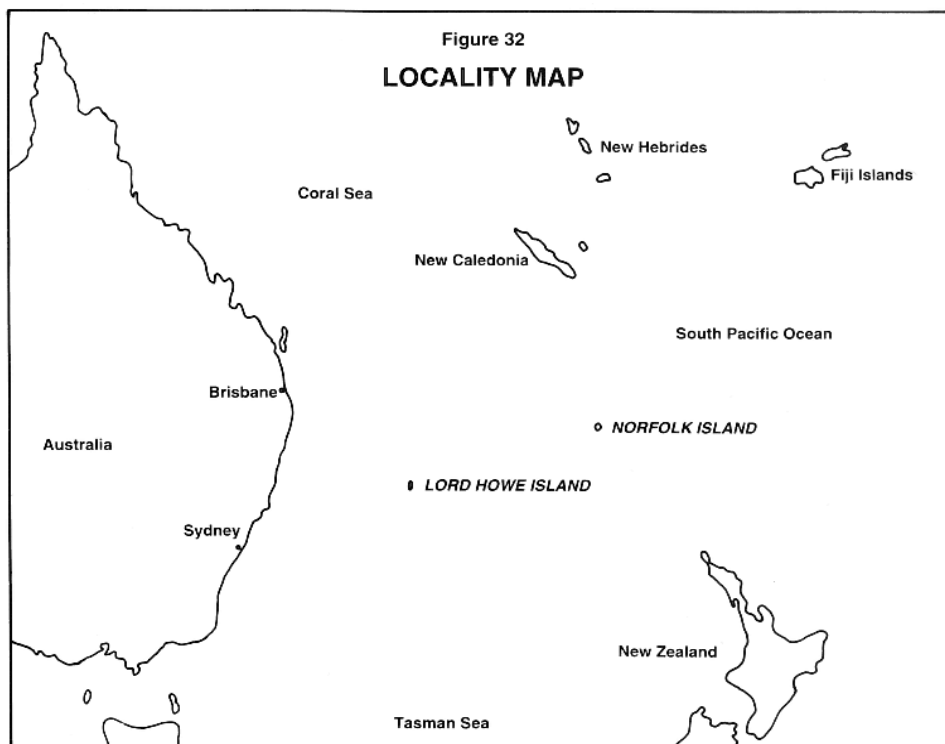 Figure 32
LOCALITY MAP
New Hebrides
Fiji Islands
Coral Sea
New Caledonia
South Pacific Ocean
Brisbane
NORFOLK ISLAND
Australia
LORD HOWE ISLAND
Sydney
New Zealand
Tasman Sea